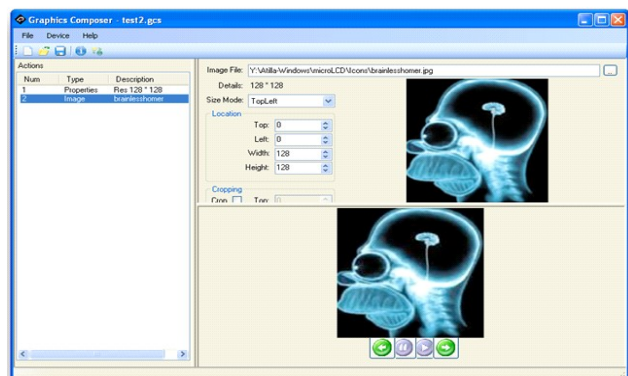 Graphics Composer - test2.gcs
File Device Help
Actions
Num Type Description
1 Properties Res 128 * 128
2 Image brainlesshomer
Image File: Y:\Atilla-Windows\microLCD\Icons\brainlesshomer.jpg
...
Details: 128 * 128
Size Mode: TopLeft
Location
Top: 0
Left: 0
Width: 128
Height: 128
Cropping
Crop Top: 0